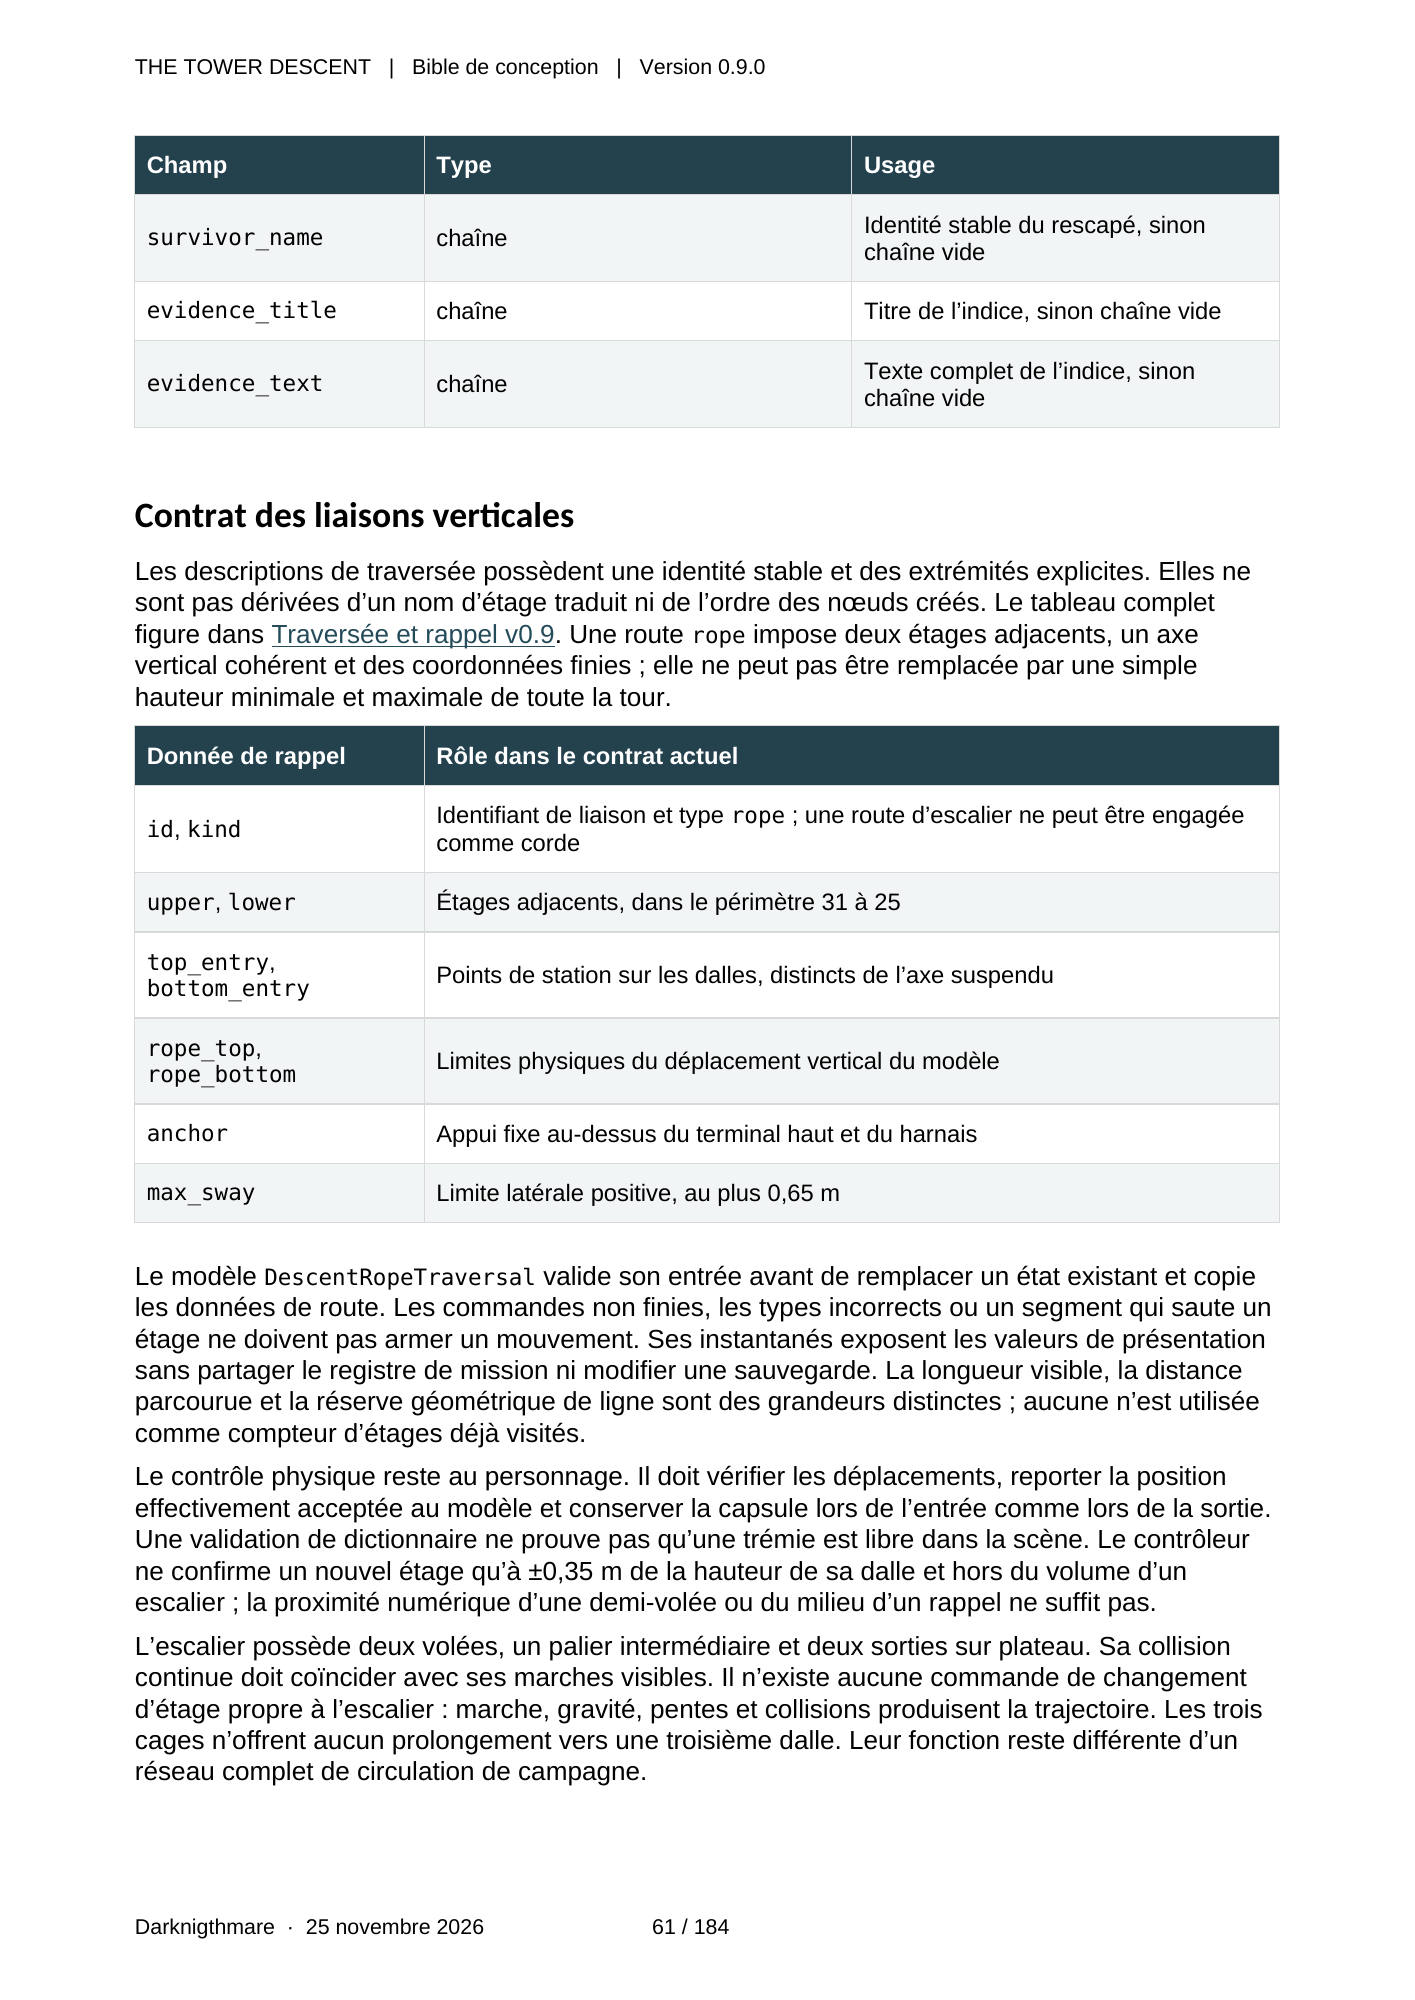 THE TOWER DESCENT | Bible de conception | Version 0.9.0
Champ Type Usage
survivor_name chaîne Identité stable du rescapé, sinon
chaîne vide
evidence_title chaîne Titre de l’indice, sinon chaîne vide
evidence_text chaîne Texte complet de l’indice, sinon
chaîne vide
Contrat des liaisons verticales
Les descriptions de traversée possèdent une identité stable et des extrémités explicites. Elles ne
sont pas dérivées d’un nom d’étage traduit ni de l’ordre des nœuds créés. Le tableau complet
figure dans Traversée et rappel v0.9. Une route rope impose deux étages adjacents, un axe
vertical cohérent et des coordonnées finies ; elle ne peut pas être remplacée par une simple
hauteur minimale et maximale de toute la tour.
Donnée de rappel Rôle dans le contrat actuel
id, kind Identifiant de liaison et type rope ; une route d’escalier ne peut être engagée
comme corde
upper, lower Étages adjacents, dans le périmètre 31 à 25
top_entry,
bottom_entry Points de station sur les dalles, distincts de l’axe suspendu
rope_top,
rope_bottom Limites physiques du déplacement vertical du modèle
anchor Appui fixe au-dessus du terminal haut et du harnais
max_sway Limite latérale positive, au plus 0,65 m
Le modèle DescentRopeTraversal valide son entrée avant de remplacer un état existant et copie
les données de route. Les commandes non finies, les types incorrects ou un segment qui saute un
étage ne doivent pas armer un mouvement. Ses instantanés exposent les valeurs de présentation
sans partager le registre de mission ni modifier une sauvegarde. La longueur visible, la distance
parcourue et la réserve géométrique de ligne sont des grandeurs distinctes ; aucune n’est utilisée
comme compteur d’étages déjà visités.
Le contrôle physique reste au personnage. Il doit vérifier les déplacements, reporter la position
effectivement acceptée au modèle et conserver la capsule lors de l’entrée comme lors de la sortie.
Une validation de dictionnaire ne prouve pas qu’une trémie est libre dans la scène. Le contrôleur
ne confirme un nouvel étage qu’à ±0,35 m de la hauteur de sa dalle et hors du volume d’un
escalier ; la proximité numérique d’une demi-volée ou du milieu d’un rappel ne suffit pas.
L’escalier possède deux volées, un palier intermédiaire et deux sorties sur plateau. Sa collision
continue doit coïncider avec ses marches visibles. Il n’existe aucune commande de changement
d’étage propre à l’escalier : marche, gravité, pentes et collisions produisent la trajectoire. Les trois
cages n’offrent aucun prolongement vers une troisième dalle. Leur fonction reste différente d’un
réseau complet de circulation de campagne.
Darknigthmare · 25 novembre 2026 61 / 184